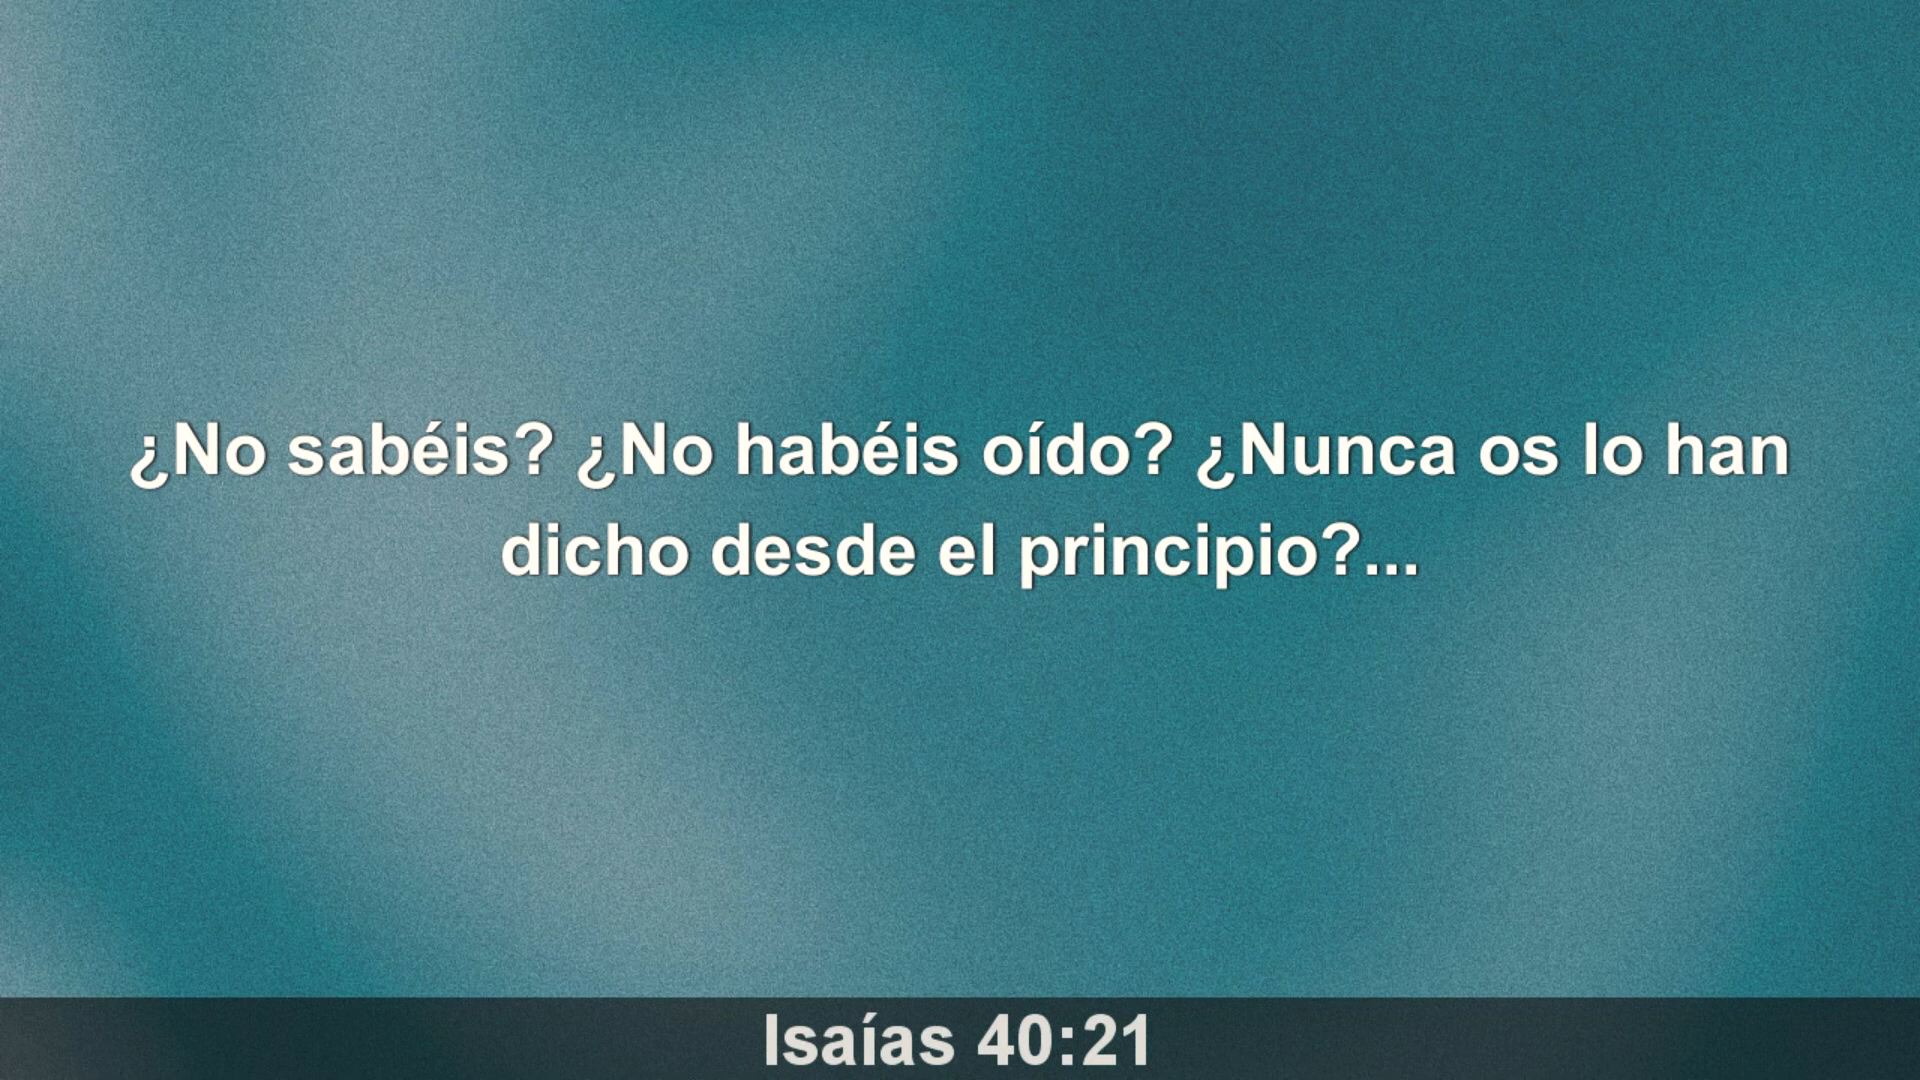 ¿No sabéis? ¿No habéis oído? ¿Nunca os lo han
dicho desde el principio?...
Isaías 40:21